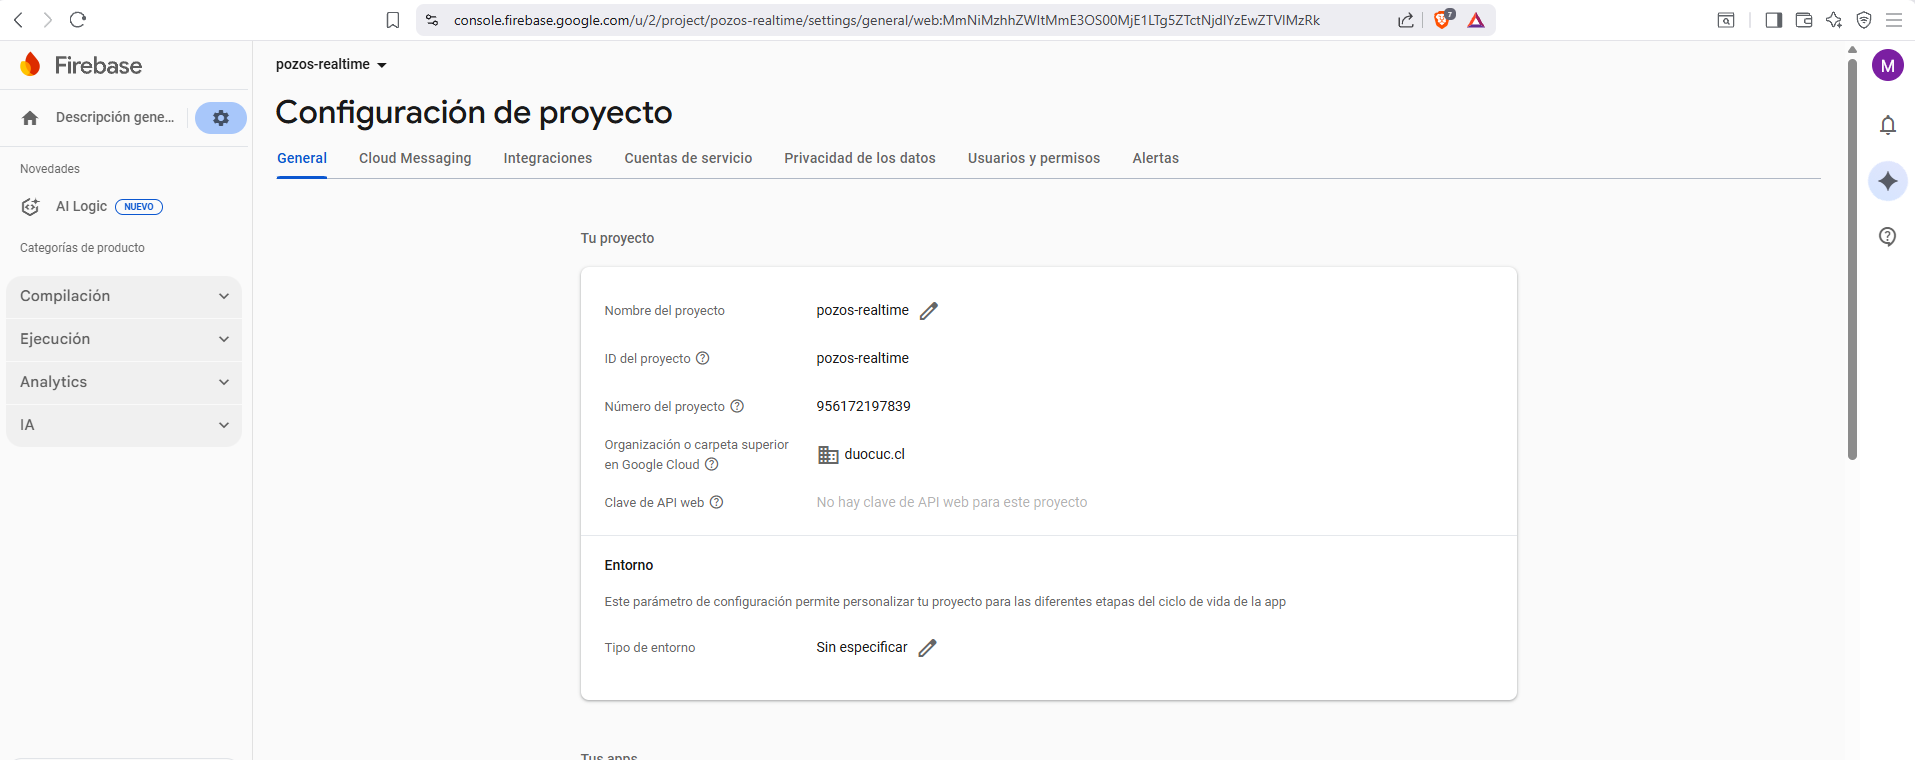 console.firebase.google.com/u/2/project/pozos-realtime/settings/general/web:MmNiMzhhZWItMmE3OS00MjE1LTg5ZTctNjdlYzEwZTVlMzRk
7
Firebase
pozos-realtime
M
Configuración de proyecto
Descripción gene...
General
Cloud Messaging
Integraciones
Cuentas de servicio
Privacidad de los datos
Usuarios y permisos
Alertas
Novedades
AI Logic
NUEVO
Categorías de producto
Compilación
Ejecución
Analytics
IA
Tu proyecto
Nombre del proyecto
pozos-realtime
ID del proyecto
pozos-realtime
Número del proyecto
956172197839
Organización o carpeta superior
en Google Cloud
duocuc.cl
Clave de API web
No hay clave de API web para este proyecto
Entorno
Este parámetro de configuración permite personalizar tu proyecto para las diferentes etapas del ciclo de vida de la app
Tipo de entorno
Sin especificar
Tus apps